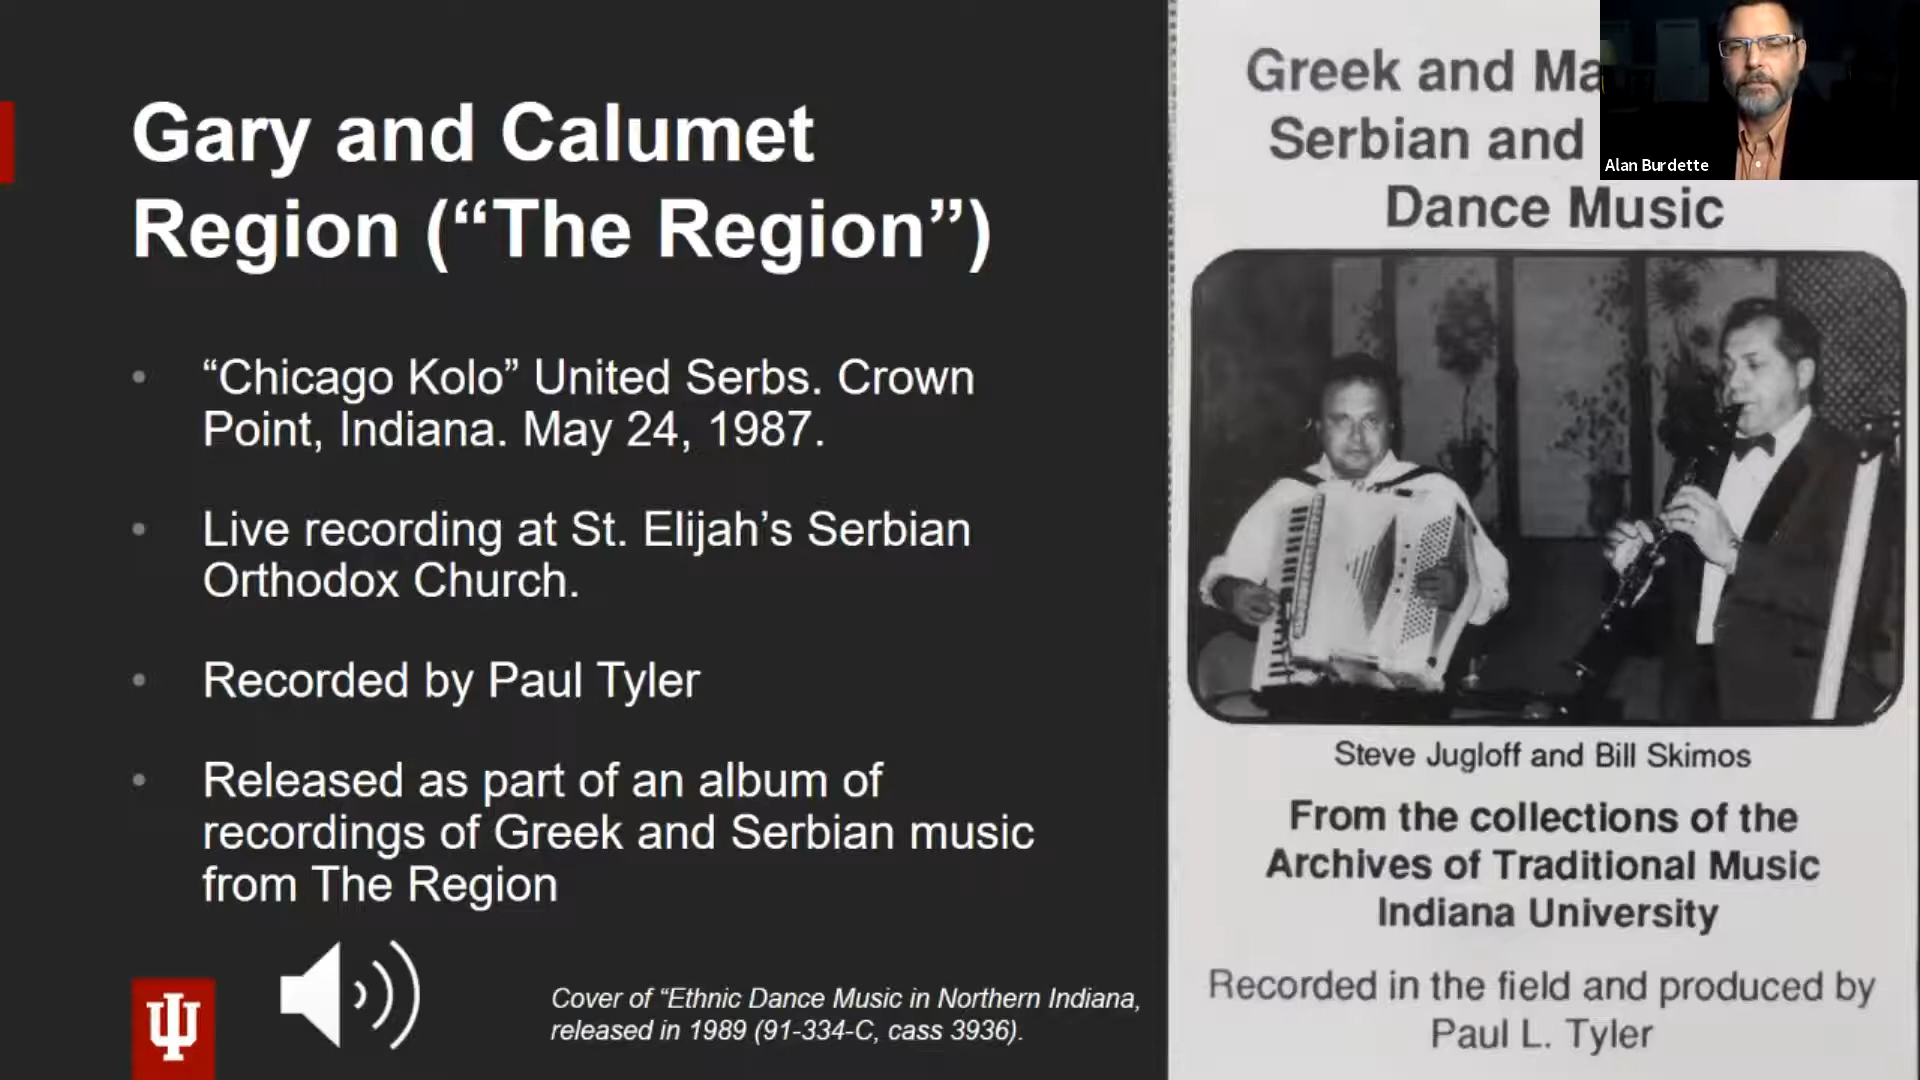 Gary and Calumet
Region (“The Region”)
“Chicago Kolo” United Serbs. Crown
Point, Indiana. May 24, 1987.
Live recording at St. Elijah’s Serbian
Orthodox Church.
Recorded by Paul Tyler
Released as part of an album of
recordings of Greek and Serbian music
from The Region
Cover of “Ethnic Dance Music in Northern Indiana,
released in 1989 (91-334-C, cass 3936).
Greek and
Serbian and
Dance Music
Alan Burdette
Steve Jugloff and Bill Skimos
From the collections of the
Archives of Traditional Music
Indiana University
Recorded in the field and produced by
Paul L. Tyler